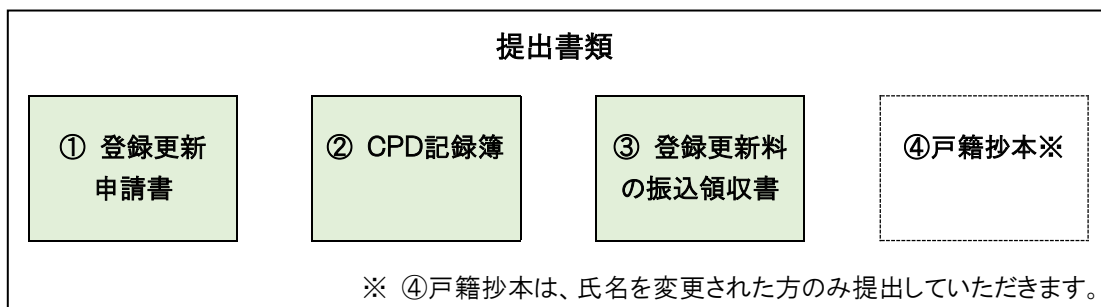 提出書類
① 登録更新
申請書
② CPD記録簿
③ 登録更新料
の振込領収書
④戸籍抄本※
※ ④戸籍抄本は、氏名を変更された方のみ提出していただきます。